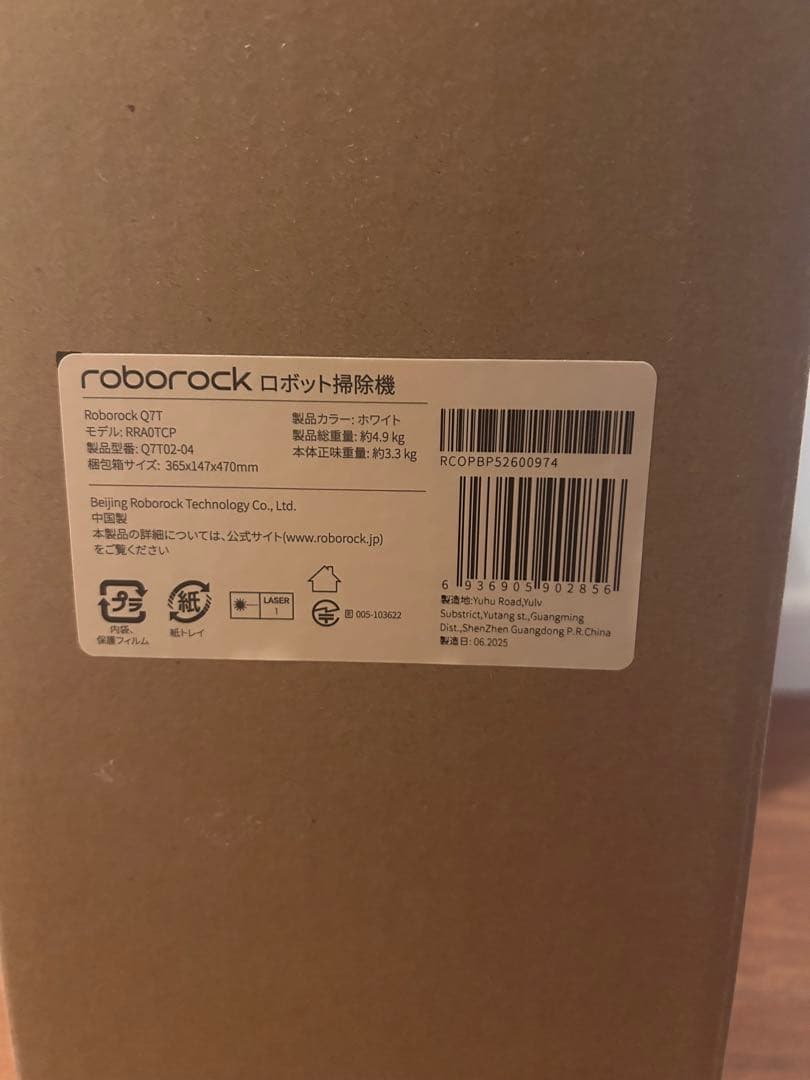 roborock ロボット掃除機
Roborock Q7T
モデル: RRA0TCP
製品型番: Q7T02-04
梱包箱サイズ: 365x147x470mm
製品カラー: ホワイト
製品総重量: 約4.9 kg
本体正味重量: 約3.3 kg
Beijing Roborock Technology Co., Ltd.
中国製
本製品の詳細については、公式サイト(www.roborock.jp)
をご覧ください
プラ
内袋、
保護フィルム
紙
紙トレイ
LASER
1
R 005-103622
RCOPBP52600974
6 936905 902856
製造地:Yuhu Road,Yulv
Substrict,Yutang st.,Guangming
Dist.,ShenZhen Guangdong P.R.China
製造日: 06.2025